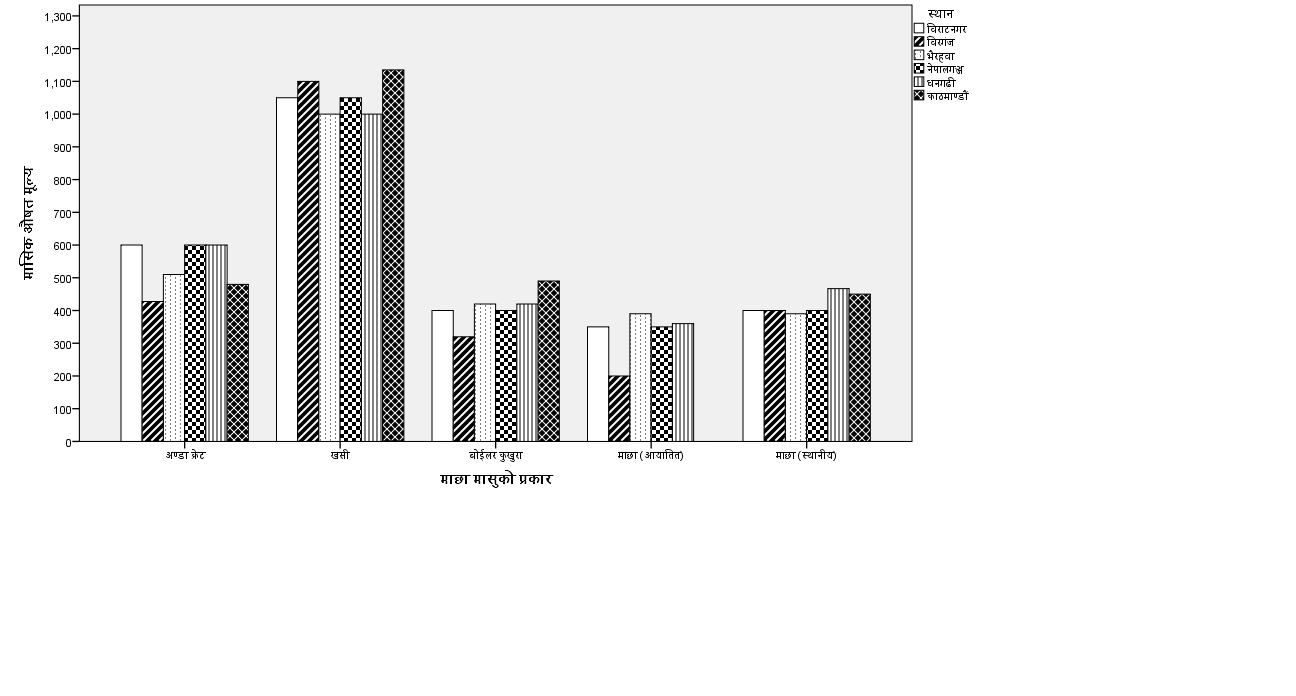 1,300
1,200
1,100
1,000
900
800
700
600
500
400
300
200
100
0
मासिक औषत मूल्य
अण्डा क्रेट
खसी
बोईलर कुखुरा
माछा (आयातित)
माछा (स्थानीय)
माछा मासुको प्रकार
स्थान
विराटनगर
विरगंज
भैरहवा
नेपालगञ्ज
धनगढी
काठमाण्डौं